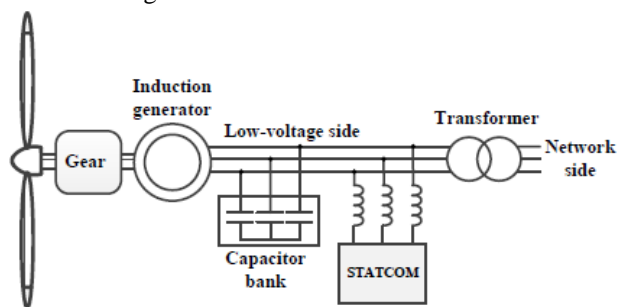 Induction
generator
Gear
Low-voltage side
Transformer
Network
side
Capacitor
bank
STATCOM